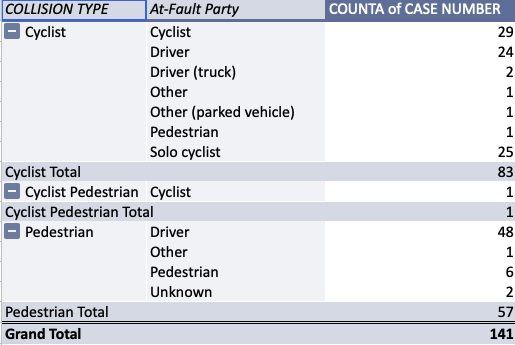 COLLISION TYPE At-Fault Party COUNTA of CASE NUMBER
Cyclist Cyclist 29
Driver 24
Driver (truck) 2
Other 1
Other (parked vehicle) 1
Pedestrian 1
Solo cyclist 25
Cyclist Total 83
Cyclist Pedestrian Cyclist 1
Cyclist Pedestrian Total 1
Pedestrian Driver 48
Other 1
Pedestrian 6
Unknown 2
Pedestrian Total 57
Grand Total 141